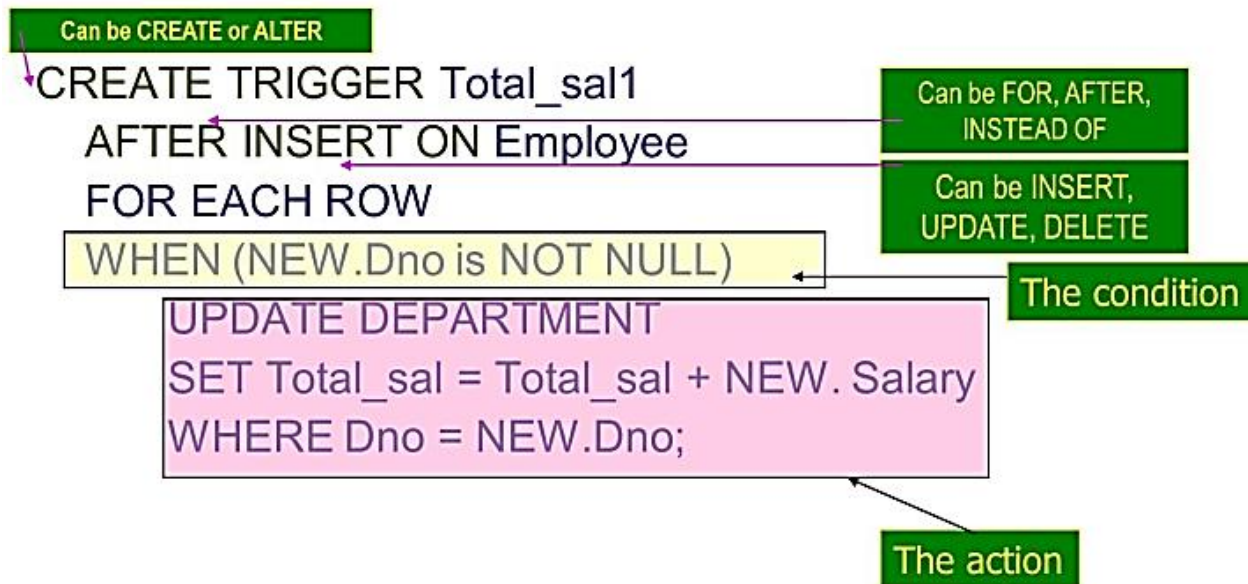 Can be CREATE or ALTER
CREATE TRIGGER Total_sal1
AFTER INSERT ON Employee
FOR EACH ROW
WHEN (NEW.Dno is NOT NULL)
UPDATE DEPARTMENT
SET Total_sal = Total_sal + NEW. Salary
WHERE Dno = NEW.Dno;
Can be FOR, AFTER,
INSTEAD OF
Can be INSERT,
UPDATE, DELETE
The condition
The action